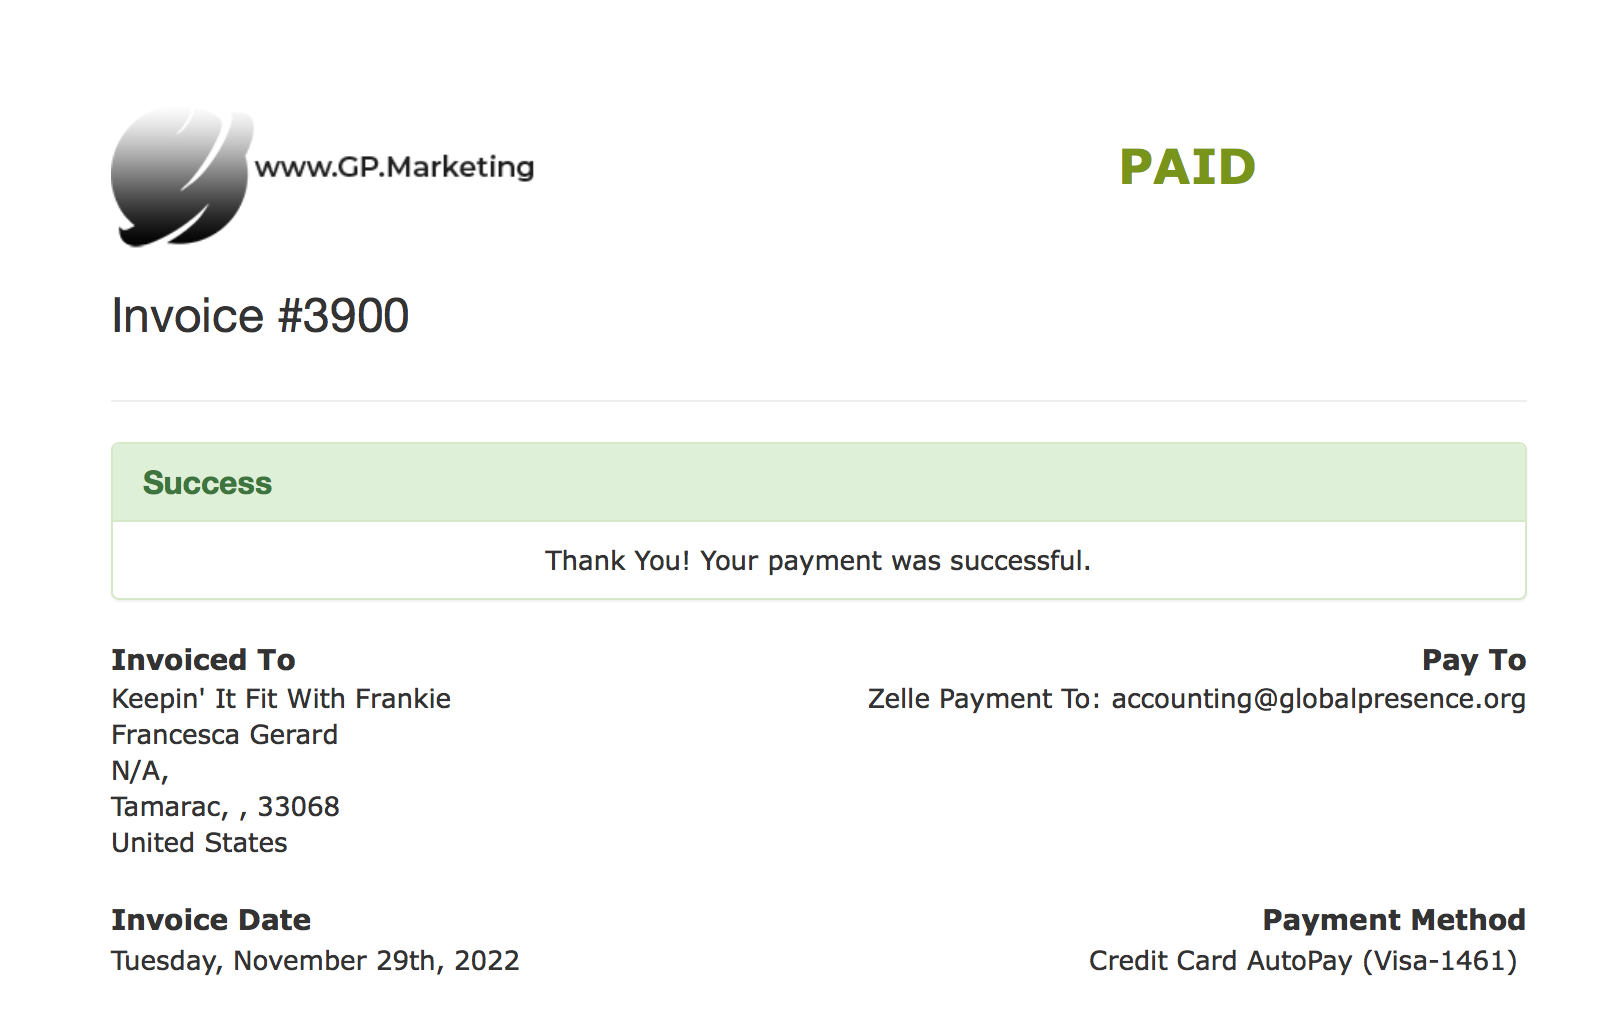 www.GP.Marketing
PAID
Invoice #3900
Success
Thank You! Your payment was successful.
Invoiced To
Keepin' It Fit With Frankie
Francesca Gerard
N/A,
Tamarac, , 33068
United States
Pay To
Zelle Payment To: accounting@globalpresence.org
Invoice Date
Tuesday, November 29th, 2022
Payment Method
Credit Card AutoPay (Visa-1461)